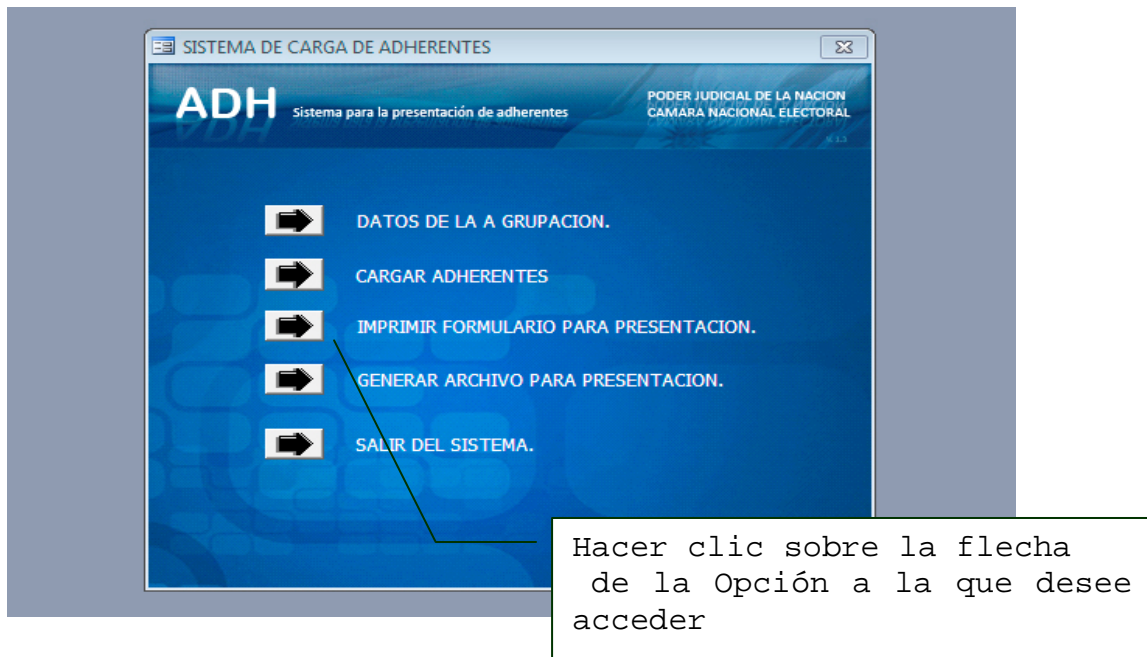 SISTEMA DE CARGA DE ADHERENTES
ADH Sistema para la presentación de adherentes
PODER JUDICIAL DE LA NACION
CAMARA NACIONAL ELECTORAL
V. 1.3
DATOS DE LA A GRUPACION.
CARGAR ADHERENTES
IMPRIMIR FORMULARIO PARA PRESENTACION.
GENERAR ARCHIVO PARA PRESENTACION.
SALIR DEL SISTEMA.
Hacer clic sobre la flecha
de la Opción a la que desee
acceder